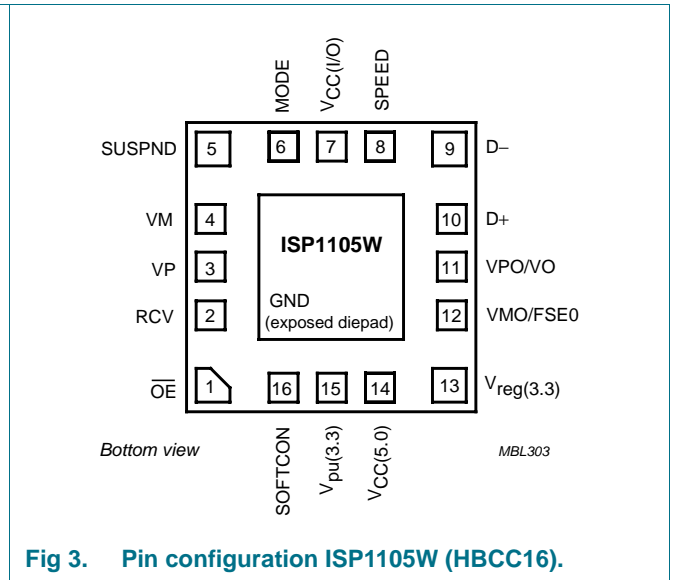 MODE
VCC(I/O)
SPEED
SUSPND 5 6 7 8 9 D−
VM 4 10 D+
ISP1105W
VP 3 11 VPO/VO
GND
(exposed diepad)
RCV 2 12 VMO/FSE0
OE 1 16 15 14 13 Vreg(3.3)
Bottom view
SOFTCON
Vpu(3.3)
VCC(5.0)
MBL303
Fig 3. Pin configuration ISP1105W (HBCC16).